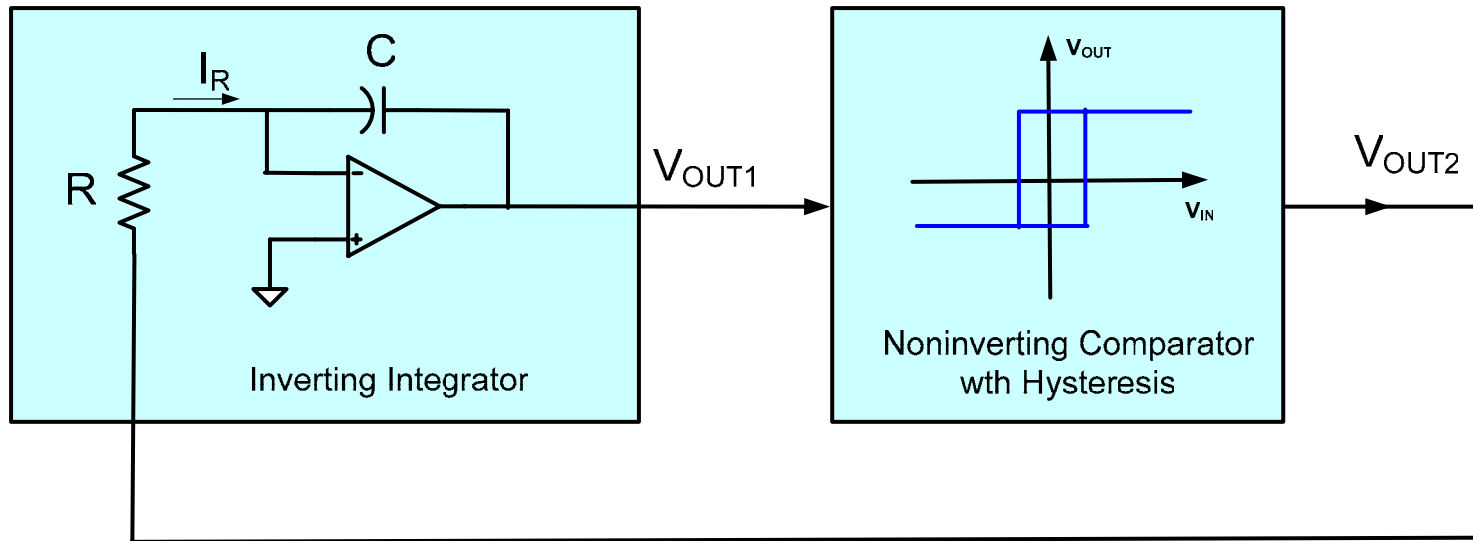 C
I_R
R
-
+
V_OUT1
Inverting Integrator
V_OUT
V_IN
Noninverting Comparator
wth Hysteresis
V_OUT2